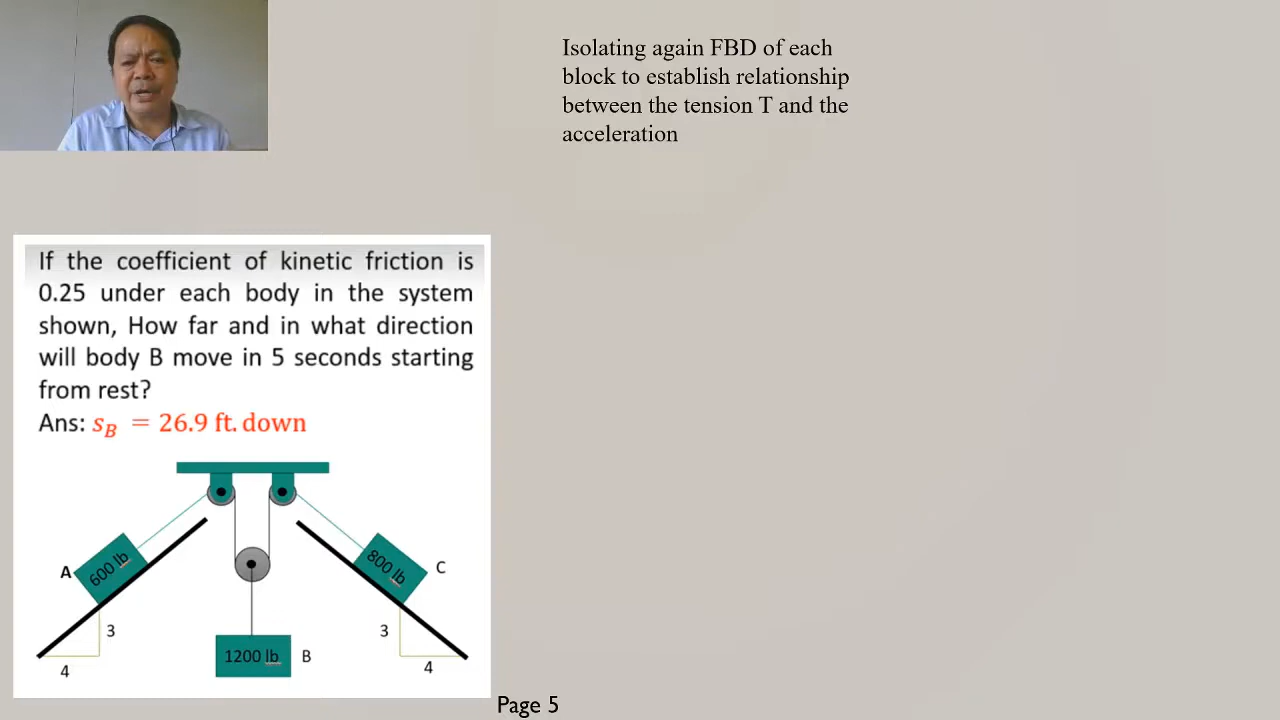 Isolating again FBD of each
block to establish relationship
between the tension T and the
acceleration
If the coefficient of kinetic friction is
0.25 under each body in the system
shown, How far and in what direction
will body B move in 5 seconds starting
from rest?
Ans: s_B = 26.9 ft. down
A
600 lb
800 lb
C
3
4
1200 lb
B
3
4
Page 5